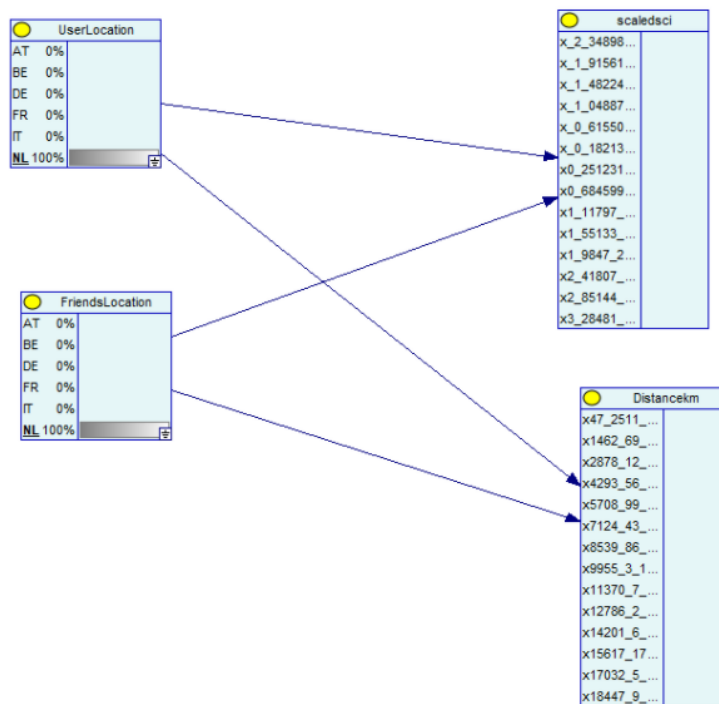 UserLocation
AT 0%
BE 0%
DE 0%
FR 0%
IT 0%
NL 100%
scaledsci
x_2_34898...
x_1_91561...
x_1_48224...
x_1_04887...
x_0_61550...
x_0_18213...
x0_251231...
x0_684599...
x1_11797_...
x1_55133_...
x1_9847_2...
x2_41807_...
x2_85144_...
x3_28481_...
FriendsLocation
AT 0%
BE 0%
DE 0%
FR 0%
IT 0%
NL 100%
Distancekm
x47_2511_...
x1462_69_...
x2878_12_...
x4293_56_...
x5708_99_...
x7124_43_...
x8539_86_...
x9955_3_1...
x11370_7_...
x12786_2_...
x14201_6_...
x15617_17...
x17032_5_...
x18447_9_...